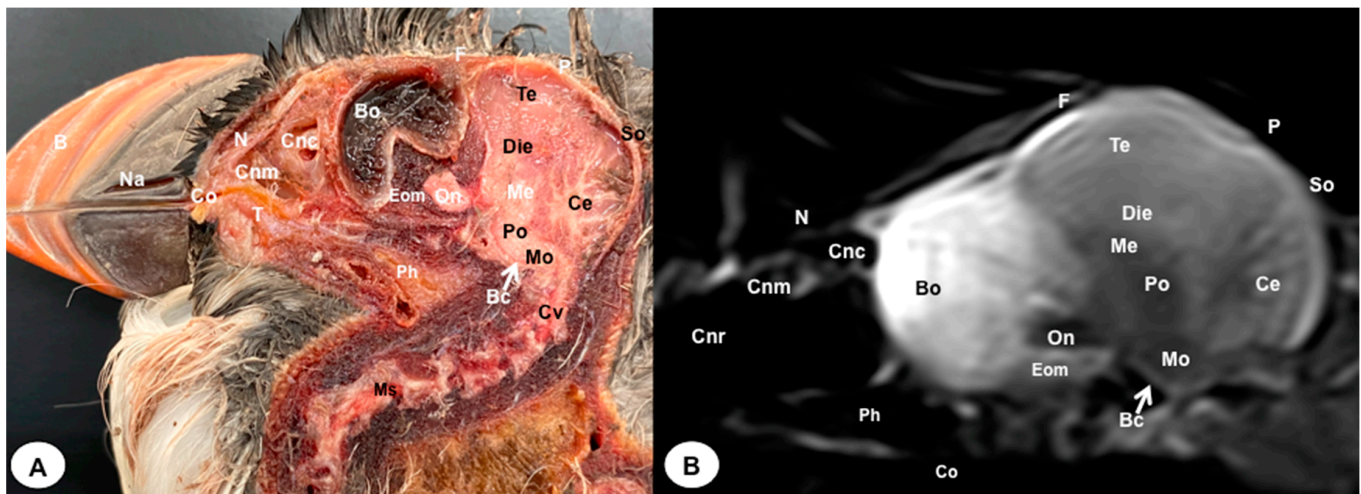 F
P
Te
Bo
So
B
N
Cnc
Die
Na
Cnm
Me
Eom
On
Co
Ce
T
Po
Mo
Ph
Bc
Cv
Ms
A
F
P
Te
So
N
Die
Cnc
Me
Cnm
Bo
Po
Ce
Cnr
On
Mo
Eom
Ph
Bc
Co
B